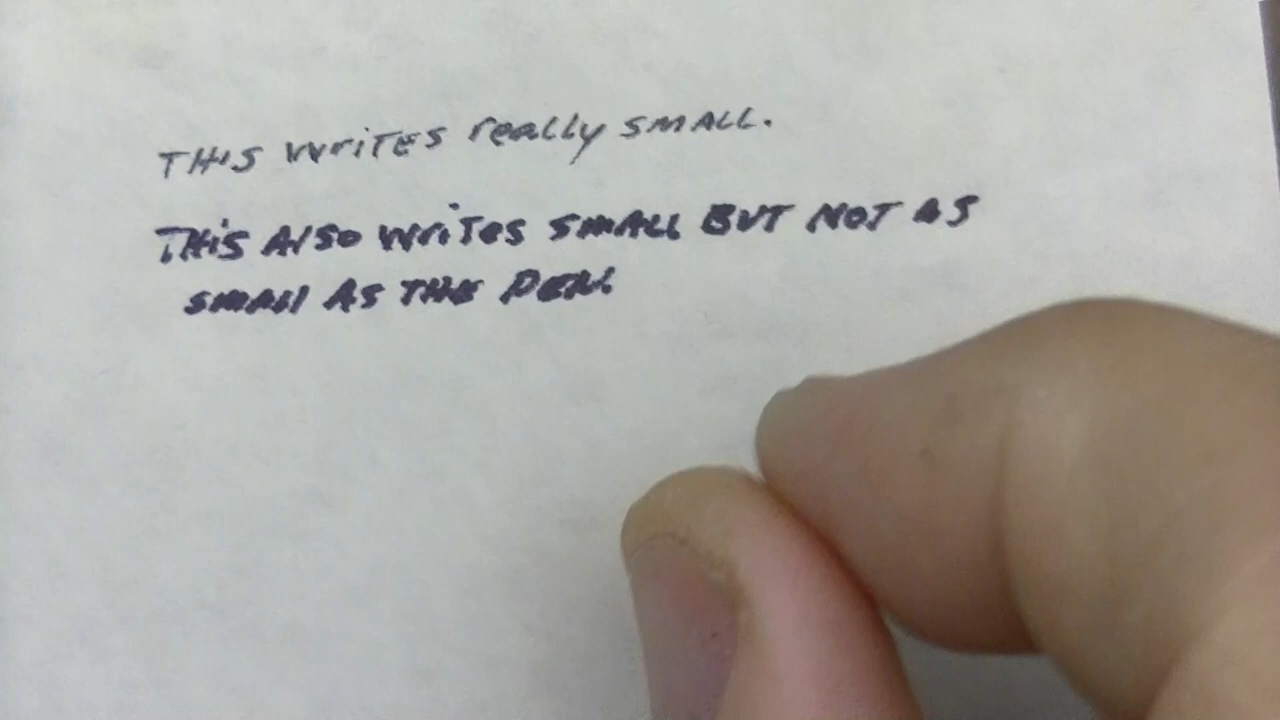 THIS WriTES really SMALL.
THiS AlSO WriTes SMALL BUT NOT AS
SMALL AS THE PEN.